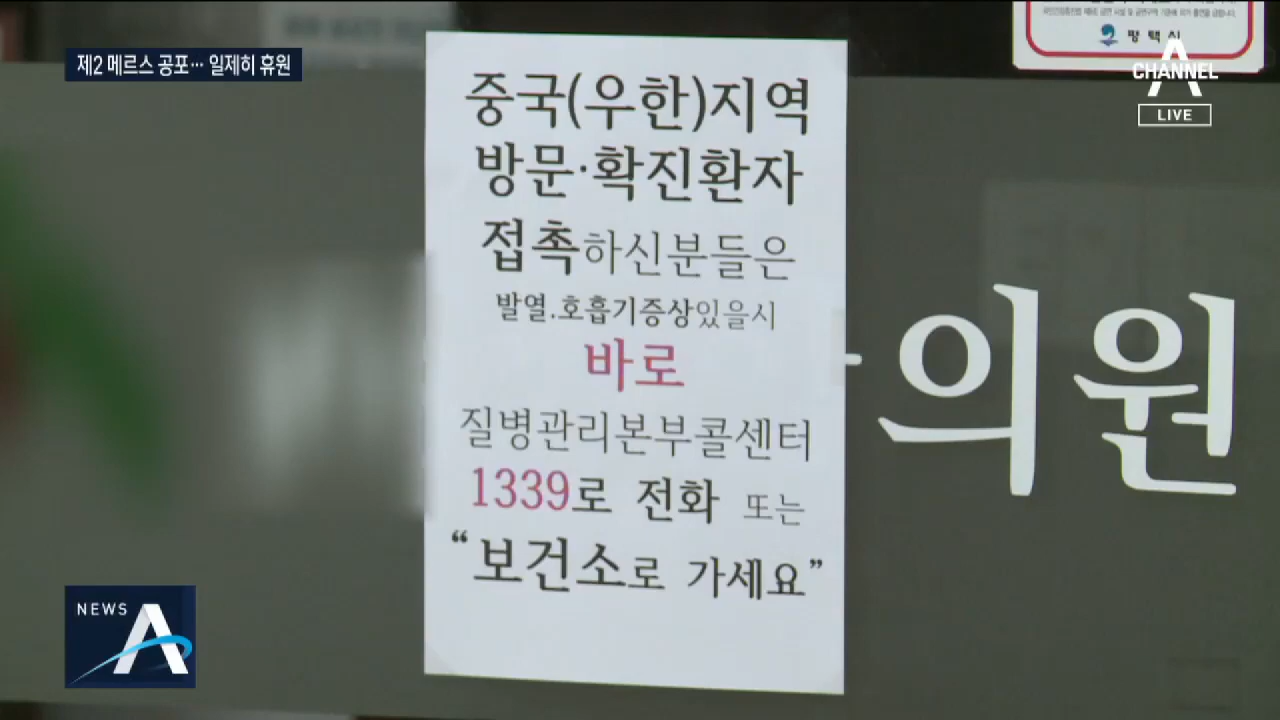 제2 메르스 공포… 일제히 휴원
평택시
CHANNEL A
LIVE
중국(우한)지역
방문·확진환자
접촉하신분들은
발열.호흡기증상있을시
바로
질병관리본부콜센터
1339로 전화 또는
“보건소로 가세요”
의원
NEWS A